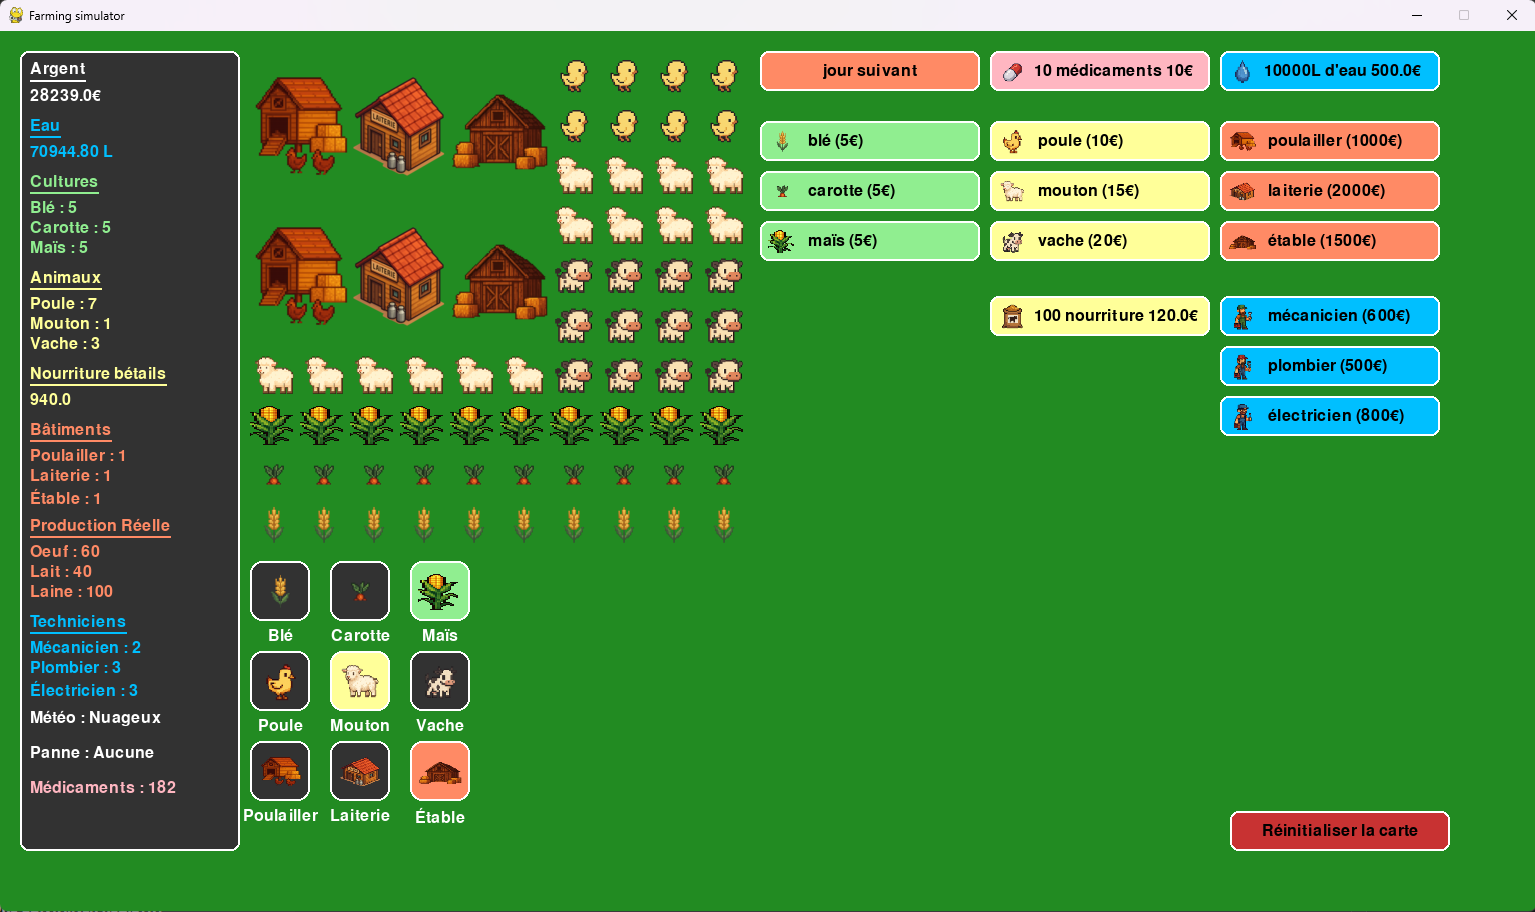 Farming simulator
Argent
28239.0€
Eau
70944.80 L
Cultures
Blé : 5
Carotte : 5
Maïs : 5
Animaux
Poule : 7
Mouton : 1
Vache : 3
Nourriture bétails
940.0
Bâtiments
Poulailler : 1
Laiterie : 1
Étable : 1
Production Réelle
Oeuf : 60
Lait : 40
Laine : 100
Techniciens
Mécanicien : 2
Plombier : 3
Électricien : 3
Météo : Nuageux
Panne : Aucune
Médicaments : 182
LAITERIE
LAITERIE
Blé
Carotte
Maïs
Poule
Mouton
Vache
Poulailler
Laiterie
Étable
jour suivant
10 médicaments 10€
10000L d'eau 500.0€
blé (5€)
poule (10€)
poulailler (1000€)
carotte (5€)
mouton (15€)
laiterie (2000€)
maïs (5€)
vache (20€)
étable (1500€)
100 nourriture 120.0€
mécanicien (600€)
plombier (500€)
électricien (800€)
Réinitialiser la carte